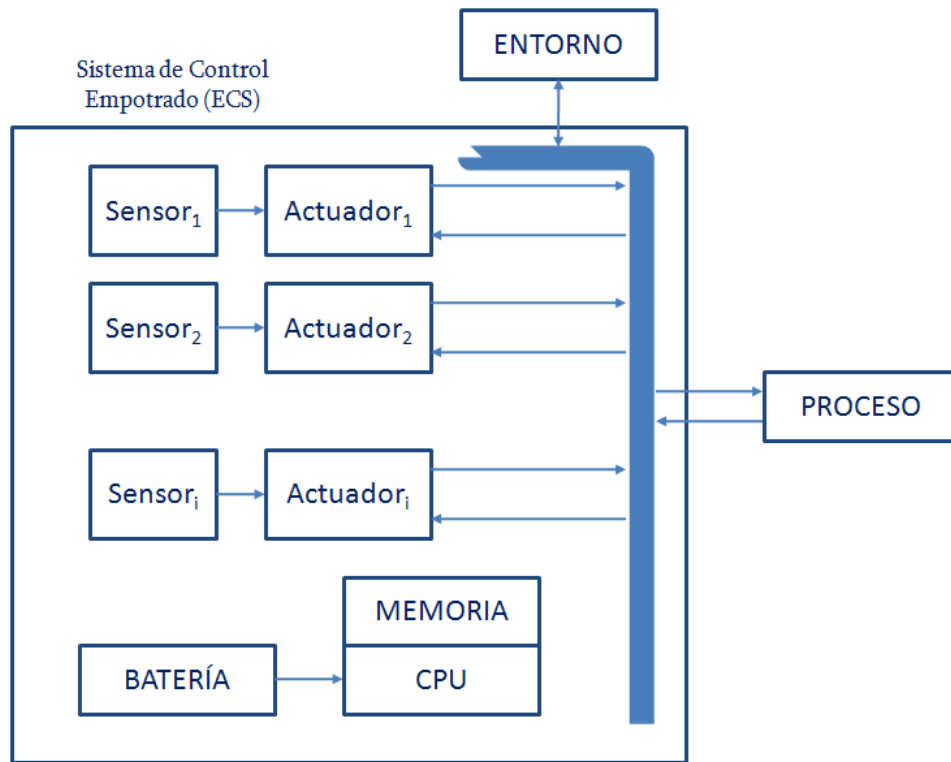 ENTORNO
Sistema de Control
Empotrado (ECS)
Sensor₁
Actuador₁
Sensor₂
Actuador₂
PROCESO
Sensorᵢ
Actuadorᵢ
MEMORIA
BATERÍA
CPU